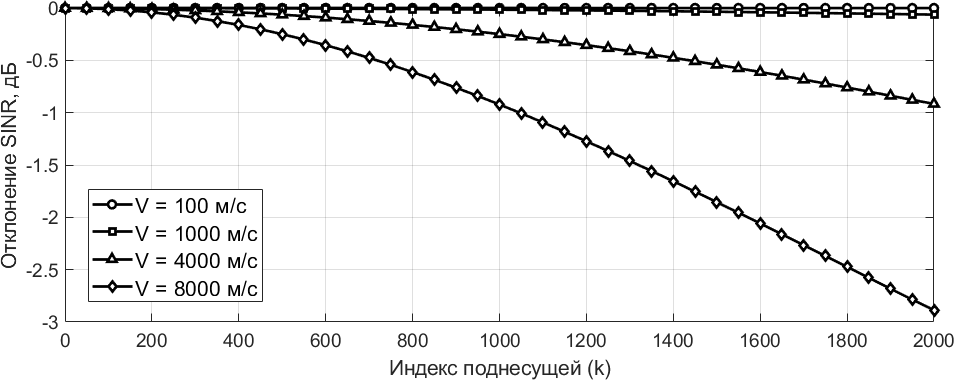 Отклонение SINR, дБ
0
-0.5
-1
-1.5
-2
-2.5
-3
V = 100 м/с
V = 1000 м/с
V = 4000 м/с
V = 8000 м/с
0 200 400 600 800 1000 1200 1400 1600 1800 2000
Индекс поднесущей (k)